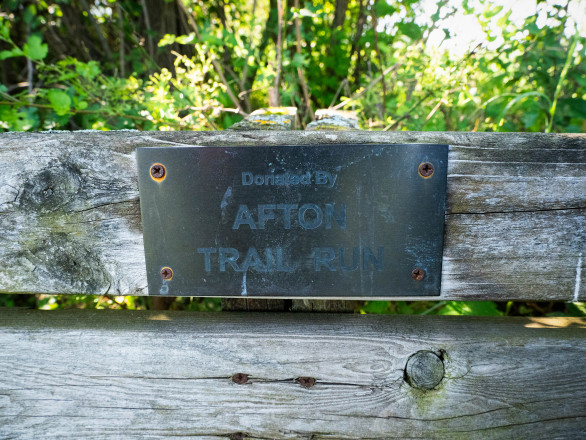 Donated By
AFTON
TRAIL RUN